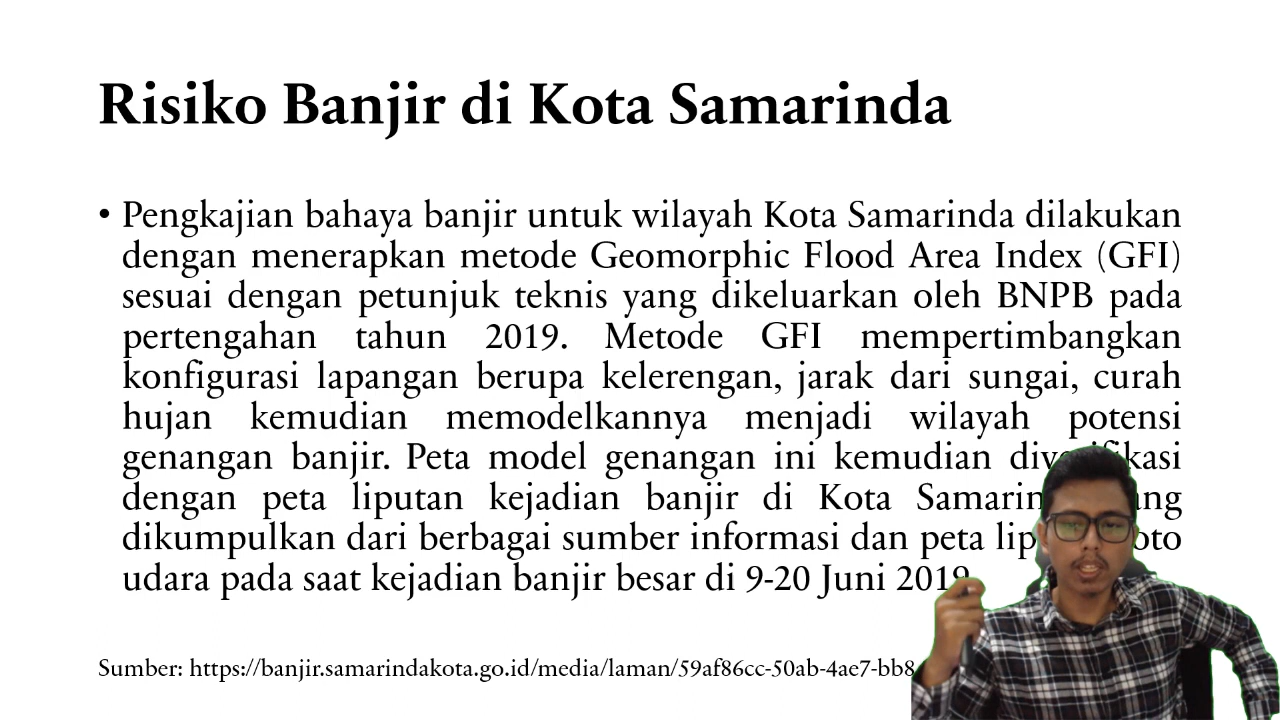 Risiko Banjir di Kota Samarinda
• Pengkajian bahaya banjir untuk wilayah Kota Samarinda dilakukan
dengan menerapkan metode Geomorphic Flood Area Index (GFI)
sesuai dengan petunjuk teknis yang dikeluarkan oleh BNPB pada
pertengahan tahun 2019. Metode GFI mempertimbangkan
konfigurasi lapangan berupa kelerengan, jarak dari sungai, curah
hujan kemudian memodelkannya menjadi wilayah potensi
genangan banjir. Peta model genangan ini kemudian
dengan peta liputan kejadian banjir di Kota
dikumpulkan dari berbagai sumber informasi dan peta
udara pada saat kejadian banjir besar di 9-20 Juni 2019
Sumber: https://banjir.samarindakota.go.id/media/laman/59af86cc-50ab-4ae7-bb8